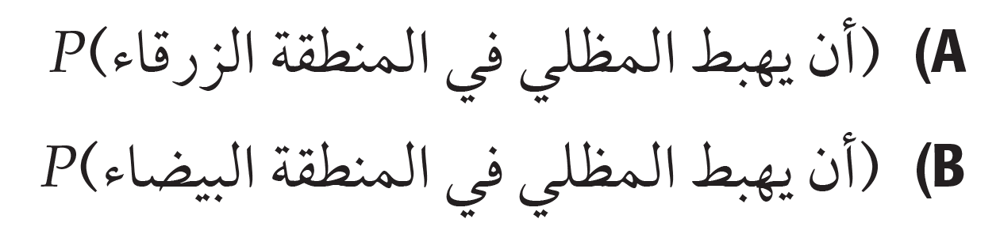 (A (أن يهبط المظلي في المنطقة الزرقاء)P
(B (أن يهبط المظلي في المنطقة البيضاء)P